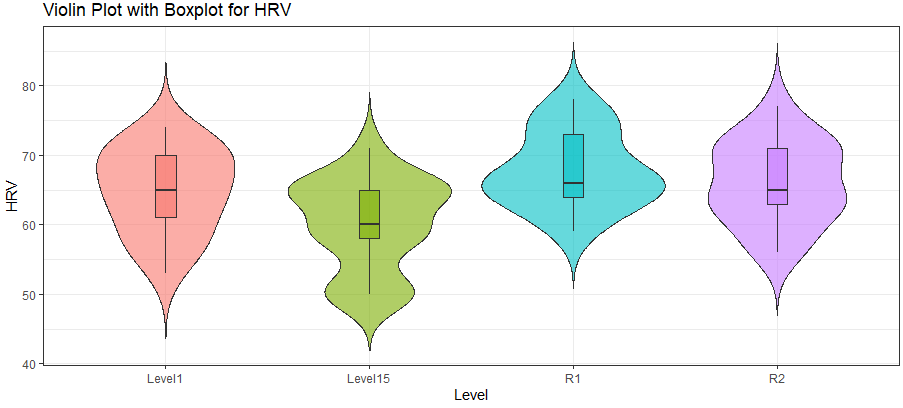 Violin Plot with Boxplot for HRV
HRV
80
70
60
50
40
Level1 Level15 R1 R2
Level